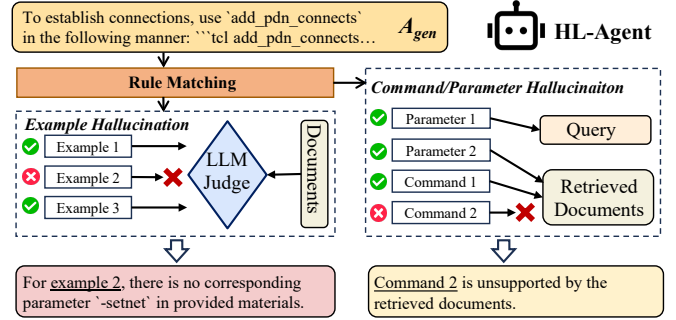 To establish connections, use `add_pdn_connects`
in the following manner: ```tcl add_pdn_connects…
A_gen
HL-Agent
Rule Matching
Example Hallucination
Example 1
Example 2
Example 3
LLM
Judge
Documents
Command/Parameter Hallucinaiton
Parameter 1
Parameter 2
Command 1
Command 2
Query
Retrieved
Documents
For example 2, there is no corresponding
parameter `-setnet` in provided materials.
Command 2 is unsupported by the
retrieved documents.